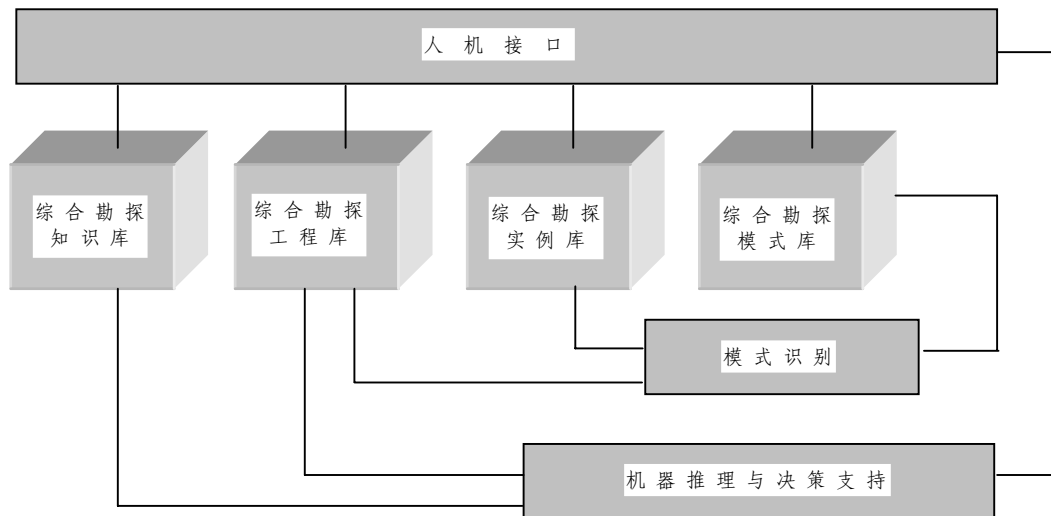 人机接口
综合勘探
知识库
综合勘探
工程库
综合勘探
实例库
综合勘探
模式库
模式识别
机器推理与决策支持